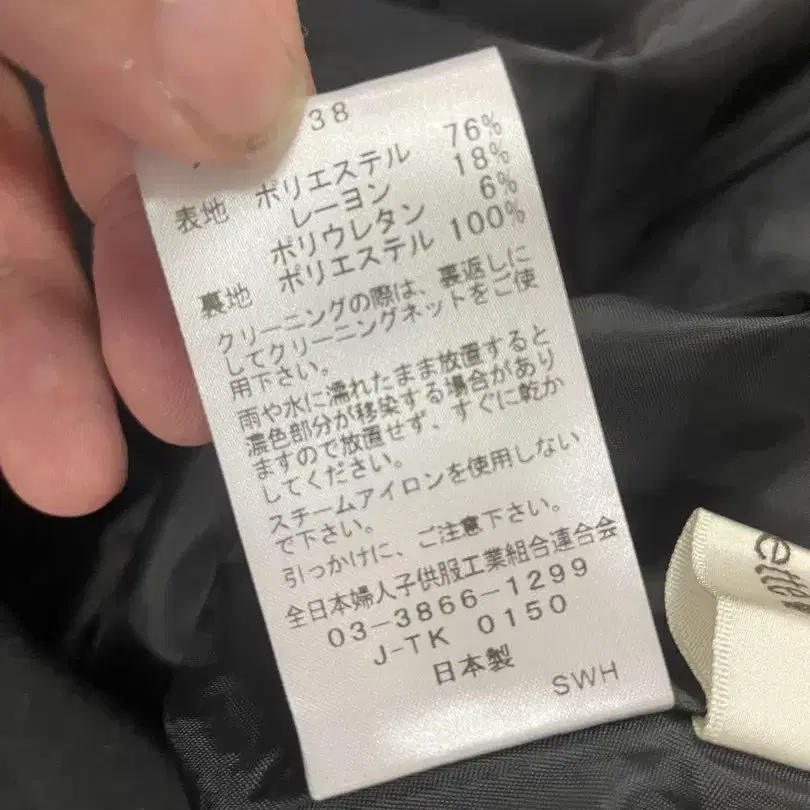 38
表地 ポリエステル 76%
レーヨン 18%
ポリウレタン 6%
裏地 ポリエステル 100%
クリーニングの際は、裏返しに
してクリーニングネットをご使
用下さい。
雨や水に濡れたまま放置すると
濃色部分が移染する場合があり
ますので放置せず、すぐに乾か
してください。
スチームアイロンを使用しない
で下さい。
引っかけに、ご注意下さい。
全日本婦人子供服工業組合連合会
03-3866-1299
J-TK 0150
日本製
SWH